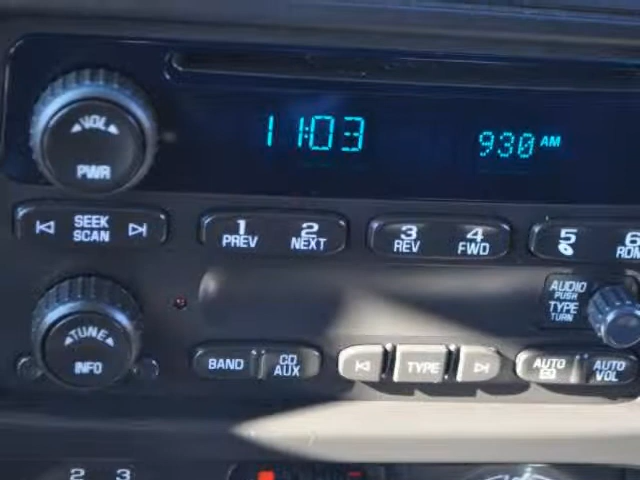 VOL
PWR
11:03
930 AM
SEEK
SCAN
1
PREV
2
NEXT
3
REV
4
FWD
5
6
RDM
AUDIO
PUSH
TYPE
TURN
TUNE
INFO
BAND
CD
AUX
TYPE
AUTO
EQ
AUTO
VOL
2 3